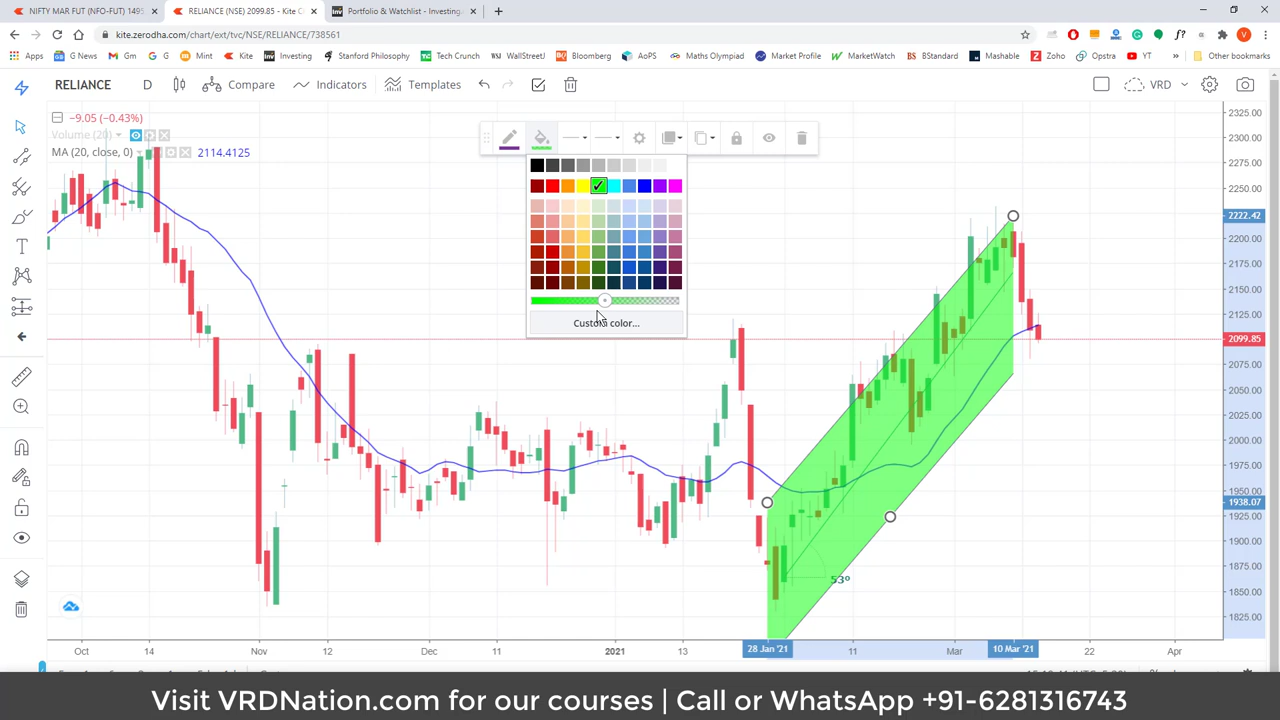 NIFTY MAR FUT (NFO-FUT) 1495
RELIANCE (NSE) 2099.85 - Kite C
Portfolio & Watchlist - Investing.
kite.zerodha.com/chart/ext/tvc/NSE/RELIANCE/738561
Apps News Gm Mint Kite Investing Stanford Philosophy Tech Crunch WallStreet Bloomberg AoPS Maths Olympiad Market Profile MarketWatch BStandard Mashable Zoho Opstra YT » Other bookmarks
RELIANCE D Compare Indicators Templates VRD
−9.05 (−0.43%)
Volume (20)
MA (20, close, 0) 2114.4125
Custom color...
53º
2325.00
2300.00
2275.00
2250.00
2222.42
2200.00
2175.00
2150.00
2125.00
2099.85
2075.00
2050.00
2025.00
2000.00
1975.00
1950.00
1938.07
1925.00
1900.00
1875.00
1850.00
1825.00
Oct 14 Nov 12 Dec 11 2021 13 28 Jan '21 11 Mar 10 Mar '21 22 Apr
Visit VRDNation.com for our courses | Call or WhatsApp +91-6281316743